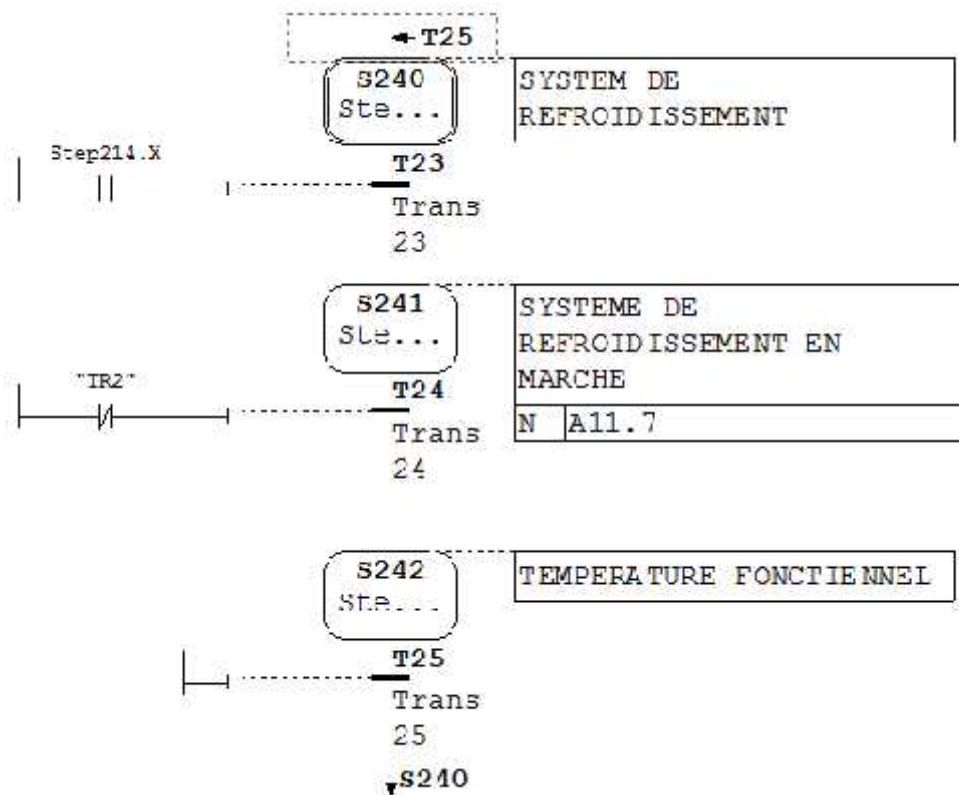 T25
S240
Ste...
SYSTEM DE
REFROIDISSEMENT
Step214.X
T23
Trans
23
S241
Ste...
SYSTEME DE
REFROIDISSEMENT EN
MARCHE
N A11.7
"TR2"
T24
Trans
24
S242
Ste...
TEMPERATURE FONCTIENNEL
T25
Trans
25
S240